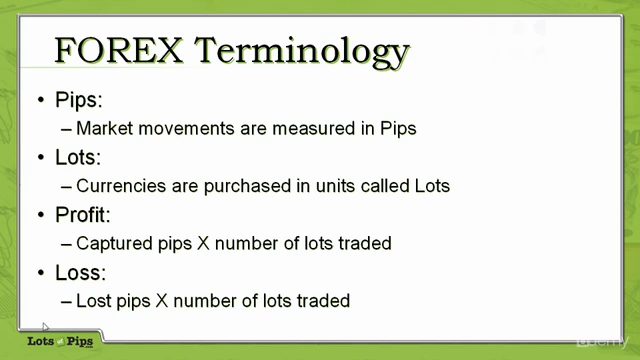 FOREX Terminology
• Pips:
– Market movements are measured in Pips
• Lots:
– Currencies are purchased in units called Lots
• Profit:
– Captured pips X number of lots traded
• Loss:
– Lost pips X number of lots traded
Lots of Pips
udemy